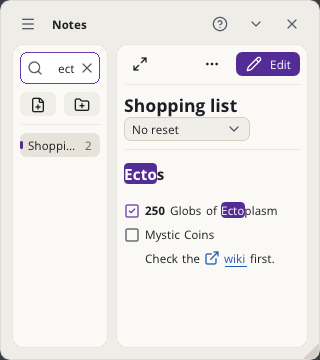 Notes
ect
Edit
Shoppi... 2
Shopping list
No reset
Ectos
250 Globs of Ectoplasm
Mystic Coins
Check the wiki first.